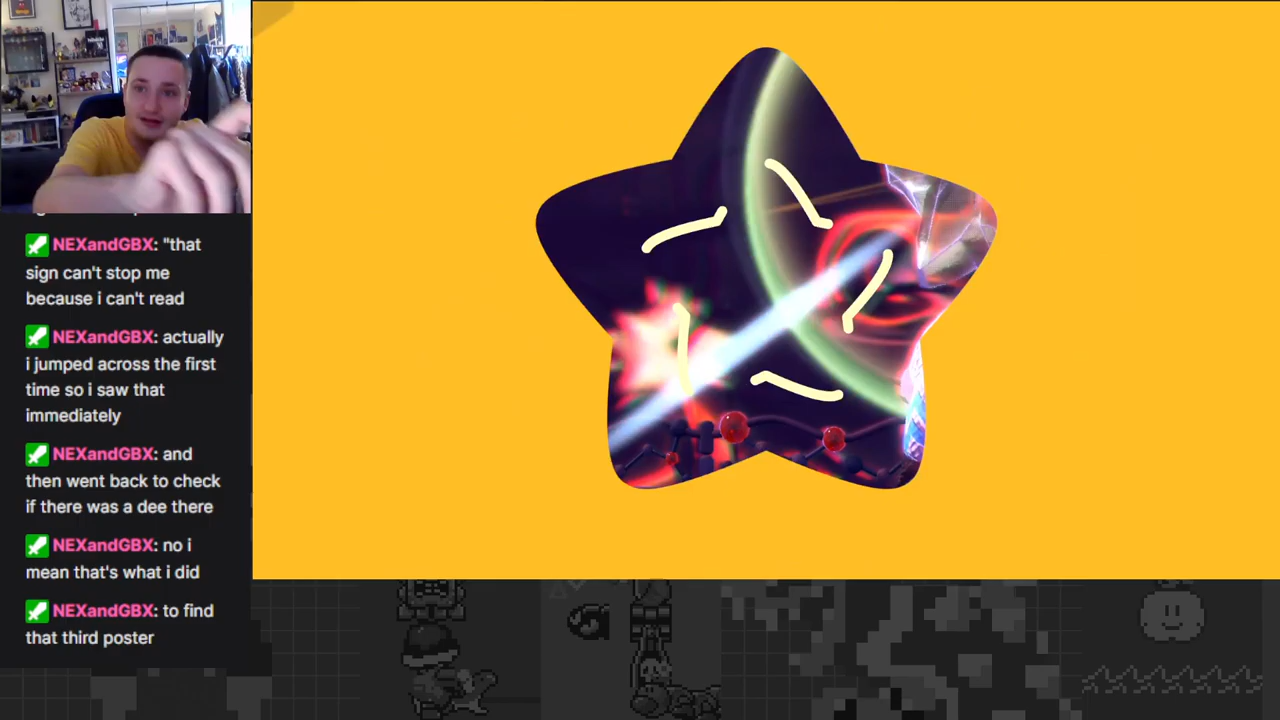 NEXandGBX: "that
sign can't stop me
because i can't read
NEXandGBX: actually
i jumped across the first
time so i saw that
immediately
NEXandGBX: and
then went back to check
if there was a dee there
NEXandGBX: no i
mean that's what i did
NEXandGBX: to find
that third poster